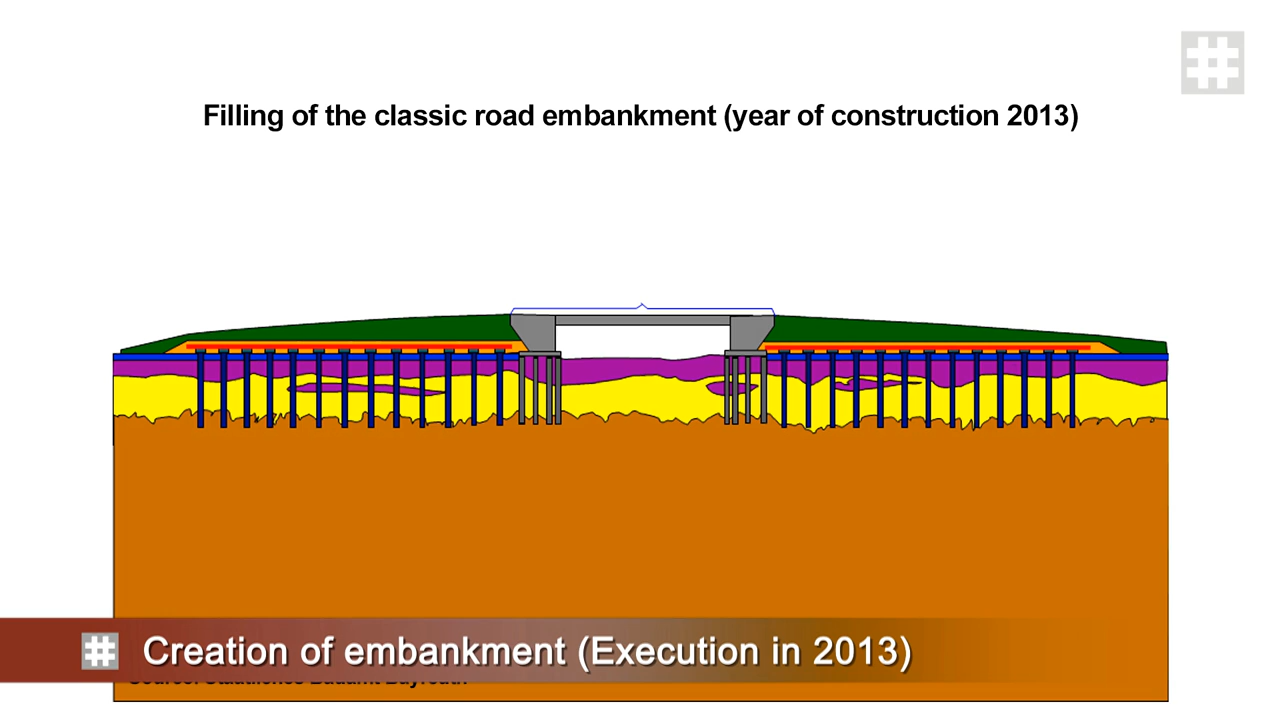 Filling of the classic road embankment (year of construction 2013)
Creation of embankment (Execution in 2013)